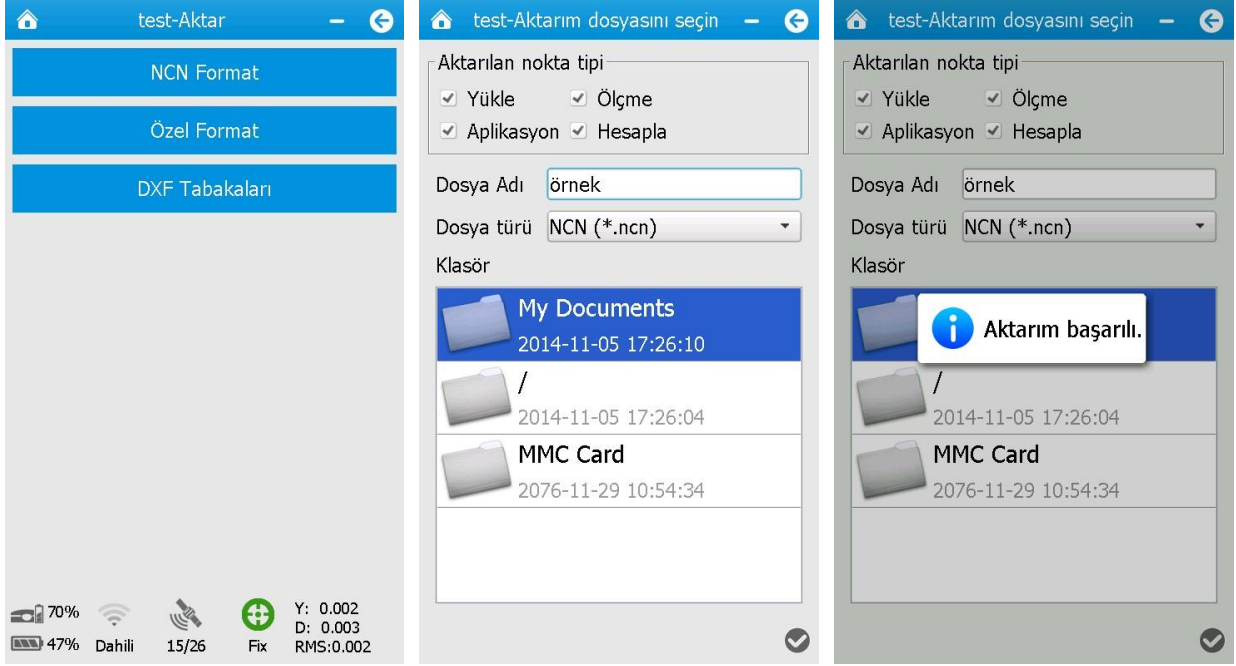 test-Aktar
NCN Format
Özel Format
DXF Tabakaları
70%
47%
Dahili
15/26
Fix
Y: 0.002
D: 0.003
RMS:0.002
test-Aktarım dosyasını seçin
Aktarılan nokta tipi
Yükle Ölçme
Aplikasyon Hesapla
Dosya Adı örnek
Dosya türü NCN (*.ncn)
Klasör
My Documents
2014-11-05 17:26:10
/
2014-11-05 17:26:04
MMC Card
2076-11-29 10:54:34
test-Aktarım dosyasını seçin
Aktarılan nokta tipi
Yükle Ölçme
Aplikasyon Hesapla
Dosya Adı örnek
Dosya türü NCN (*.ncn)
Klasör
Aktarım başarılı.
/
2014-11-05 17:26:04
MMC Card
2076-11-29 10:54:34